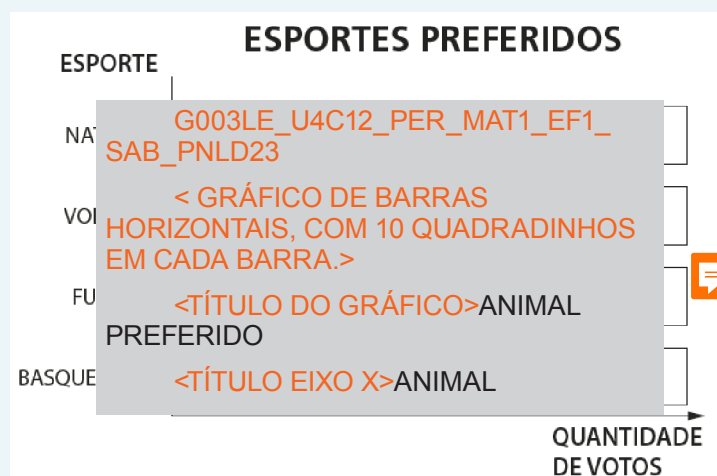 ESPORTES PREFERIDOS
ESPORTE
G003LE_U4C12_PER_MAT1_EF1_
SAB_PNLD23
< GRÁFICO DE BARRAS
HORIZONTAIS, COM 10 QUADRADINHOS
EM CADA BARRA.>
<TÍTULO DO GRÁFICO>ANIMAL
PREFERIDO
<TÍTULO EIXO X>ANIMAL
QUANTIDADE
DE VOTOS